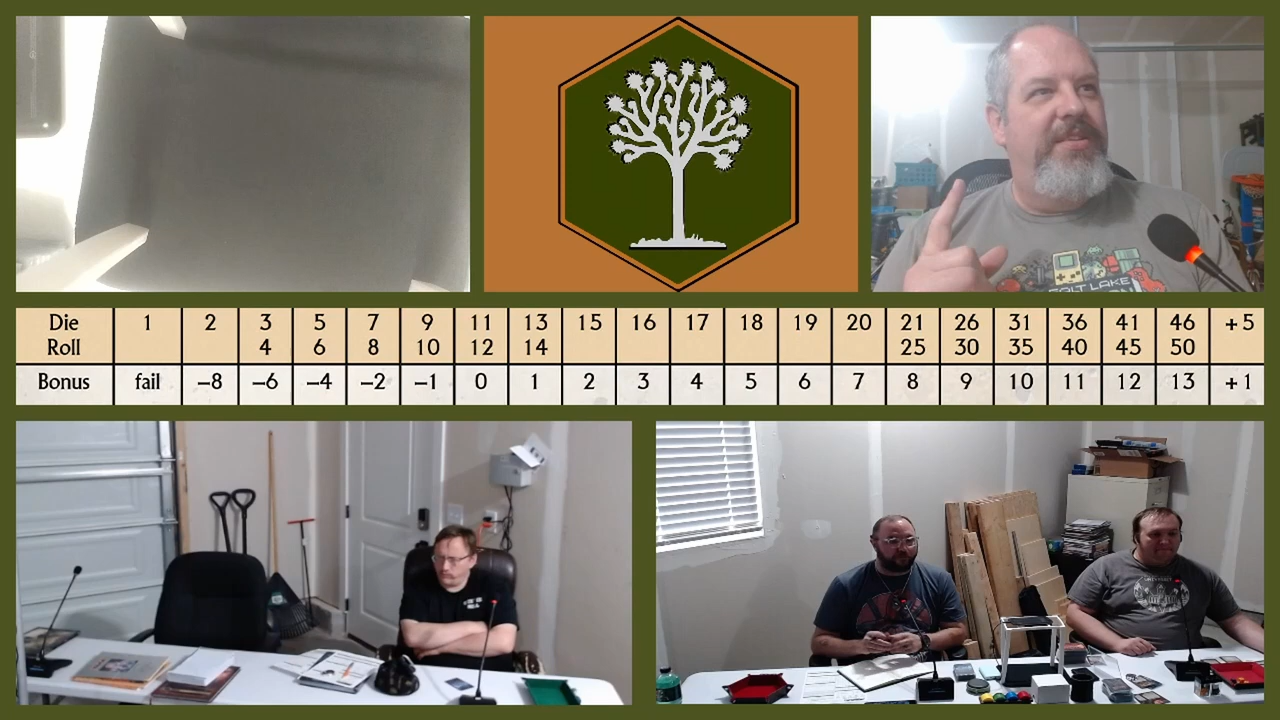 SALT LAKE
Die 1 2 3 5 7 9 11 13 15 16 17 18 19 20 21 26 31 36 41 46 +5
Roll 4 6 8 10 12 14 25 30 35 40 45 50
Bonus fail –8 –6 –4 –2 –1 0 1 2 3 4 5 6 7 8 9 10 11 12 13 +1